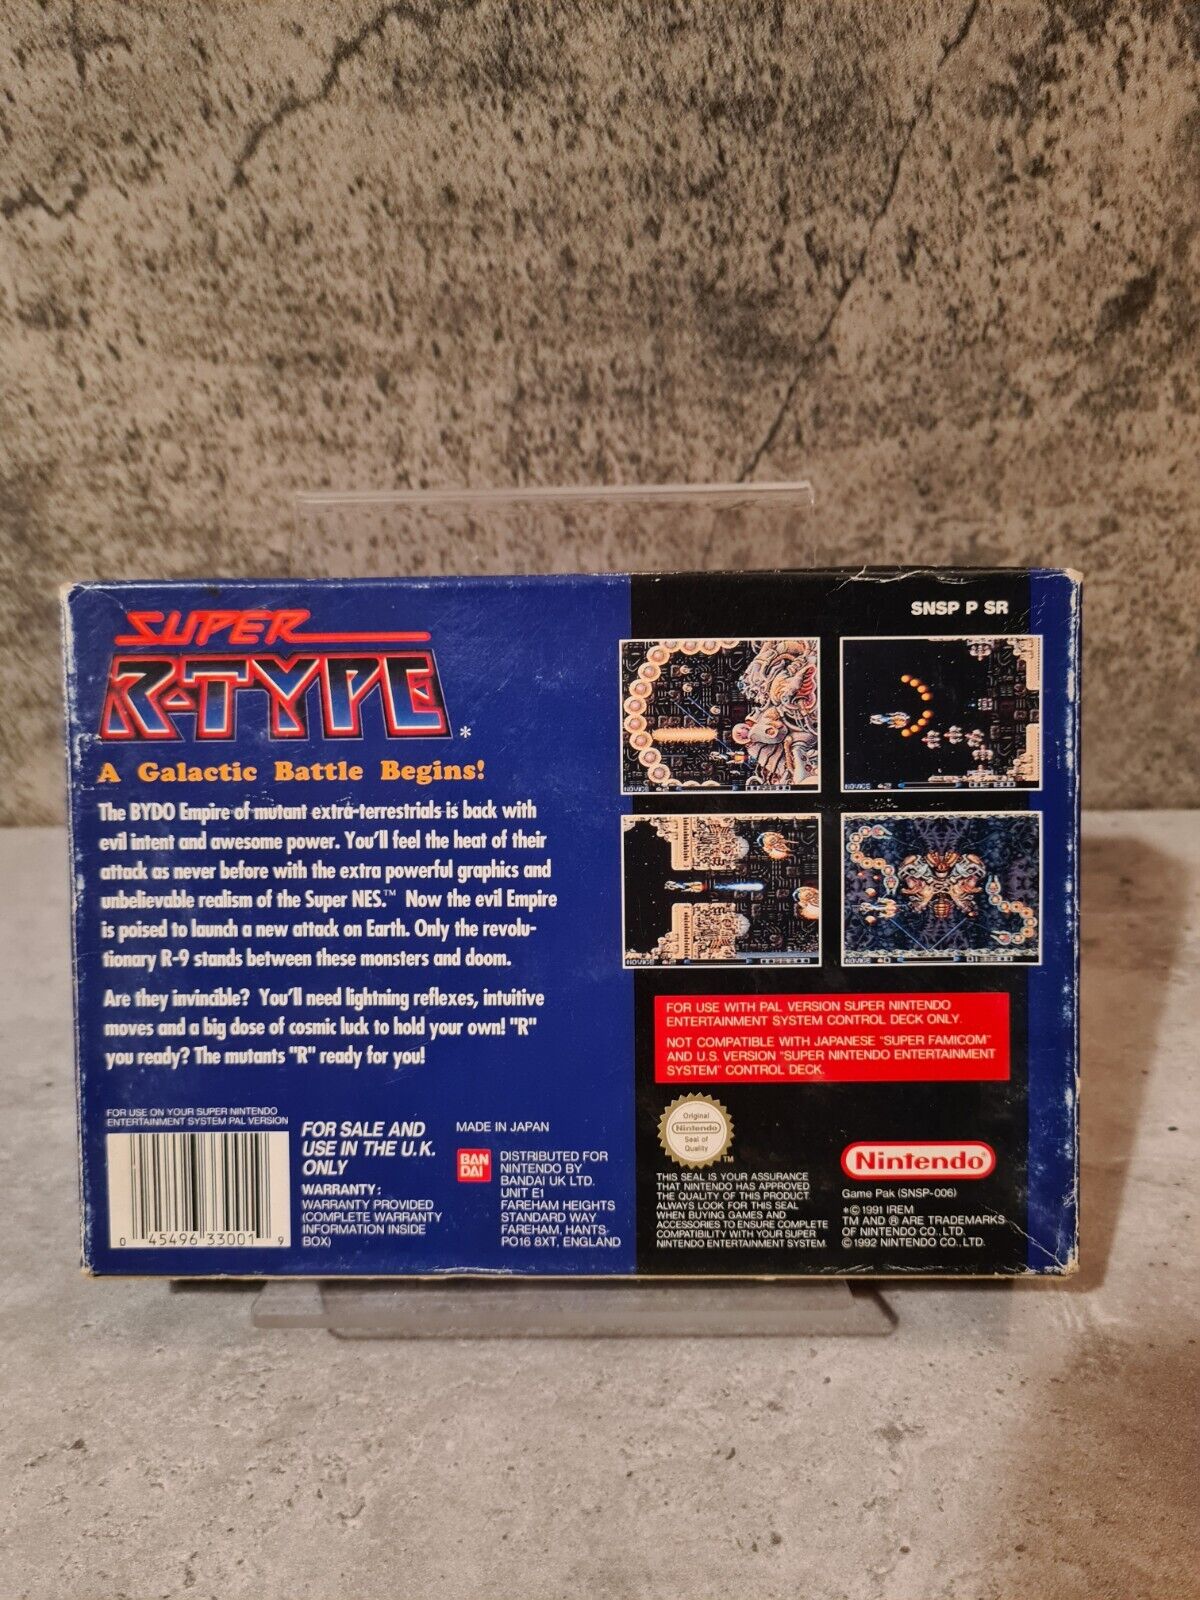 SUPER
R-TYPE *
A Galactic Battle Begins!
The BYDO Empire of mutant extra-terrestrials is back with
evil intent and awesome power. You'll feel the heat of their
attack as never before with the extra powerful graphics and
unbelievable realism of the Super NES.™ Now the evil Empire
is poised to launch a new attack on Earth. Only the revolu-
tionary R-9 stands between these monsters and doom.
Are they invincible? You'll need lightning reflexes, intuitive
moves and a big dose of cosmic luck to hold your own! "R"
you ready? The mutants "R" ready for you!
FOR USE ON YOUR SUPER NINTENDO
ENTERTAINMENT SYSTEM PAL VERSION
0 45496 33001 9
FOR SALE AND
USE IN THE U.K.
ONLY
WARRANTY:
WARRANTY PROVIDED
(COMPLETE WARRANTY
INFORMATION INSIDE
BOX)
MADE IN JAPAN
BAN
DAI
DISTRIBUTED FOR
NINTENDO BY
BANDAI UK LTD.
UNIT E1
FAREHAM HEIGHTS
STANDARD WAY
FAREHAM, HANTS.
PO16 8XT, ENGLAND
SNSP P SR
NOVICE
NOVICE
NOVICE
NOVICE
FOR USE WITH PAL VERSION SUPER NINTENDO
ENTERTAINMENT SYSTEM CONTROL DECK ONLY.
NOT COMPATIBLE WITH JAPANESE "SUPER FAMICOM"
AND U.S. VERSION "SUPER NINTENDO ENTERTAINMENT
SYSTEM" CONTROL DECK.
Original
Nintendo
Seal of
Quality
TM
THIS SEAL IS YOUR ASSURANCE
THAT NINTENDO HAS APPROVED
THE QUALITY OF THIS PRODUCT.
ALWAYS LOOK FOR THIS SEAL
WHEN BUYING GAMES AND
ACCESSORIES TO ENSURE COMPLETE
COMPATIBILITY WITH YOUR SUPER
NINTENDO ENTERTAINMENT SYSTEM.
Nintendo®
Game Pak (SNSP-006)
*© 1991 IREM
TM AND ® ARE TRADEMARKS
OF NINTENDO CO., LTD.
© 1992 NINTENDO CO., LTD.